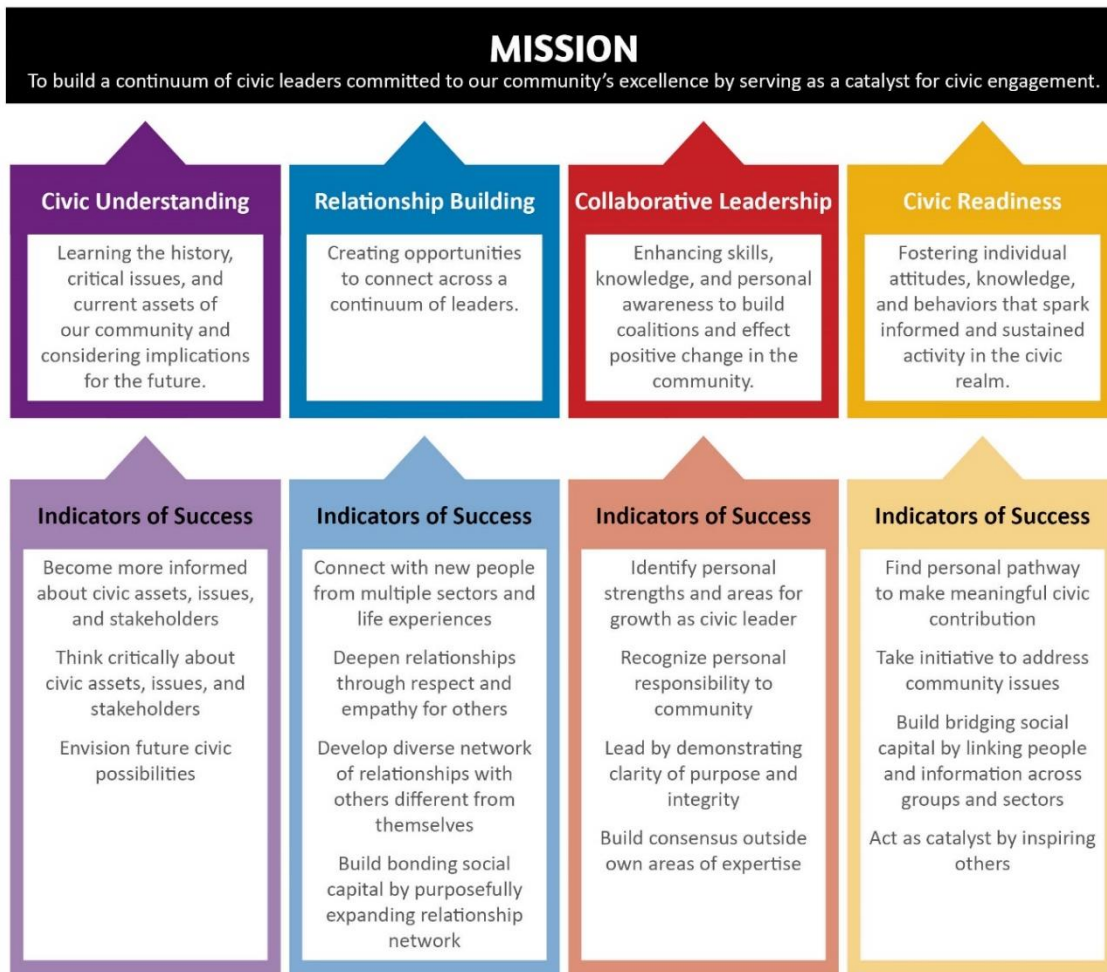 MISSION
To build a continuum of civic leaders committed to our community's excellence by serving as a catalyst for civic engagement.
Civic Understanding
Learning the history,
critical issues, and
current assets of
our community and
considering implications
for the future.
Relationship Building
Creating opportunities
to connect across a
continuum of leaders.
Collaborative Leadership
Enhancing skills,
knowledge, and personal
awareness to build
coalitions and effect
positive change in the
community.
Civic Readiness
Fostering individual
attitudes, knowledge,
and behaviors that spark
informed and sustained
activity in the civic
realm.
Indicators of Success
Become more informed
about civic assets, issues,
and stakeholders
Think critically about
civic assets, issues, and
stakeholders
Envision future civic
possibilities
Indicators of Success
Connect with new people
from multiple sectors and
life experiences
Deepen relationships
through respect and
empathy for others
Develop diverse network
of relationships with
others different from
themselves
Build bonding social
capital by purposefully
expanding relationship
network
Indicators of Success
Identify personal
strengths and areas for
growth as civic leader
Recognize personal
responsibility to
community
Lead by demonstrating
clarity of purpose and
integrity
Build consensus outside
own areas of expertise
Indicators of Success
Find personal pathway
to make meaningful civic
contribution
Take initiative to address
community issues
Build bridging social
capital by linking people
and information across
groups and sectors
Act as catalyst by inspiring
others